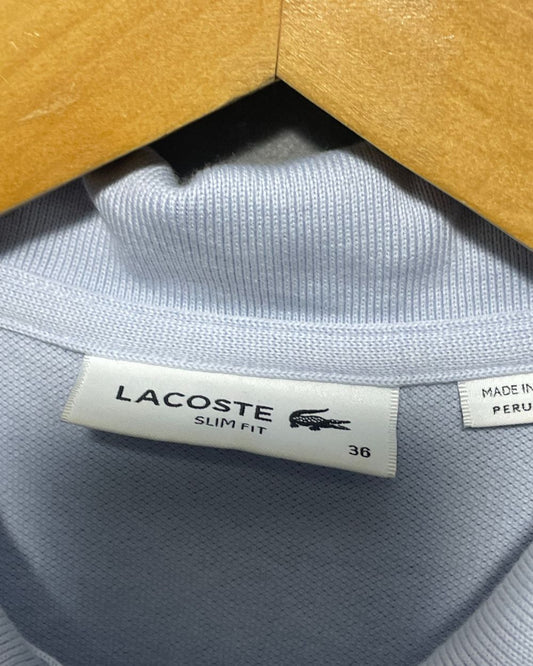 LACOSTE
SLIM FIT
36
MADE IN
PERU